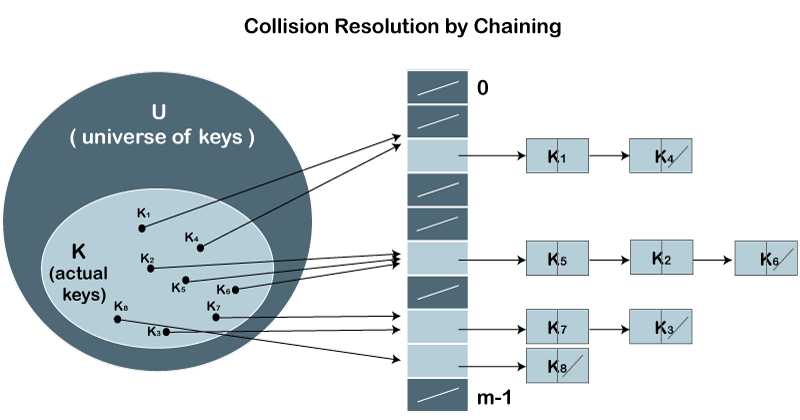 Collision Resolution by Chaining
U
( universe of keys )
K
(actual
keys)
K1
K4
K2
K5
K6
K7
K8
K3
0
K1 K4
K5 K2 K6
K7 K3
K8
m-1